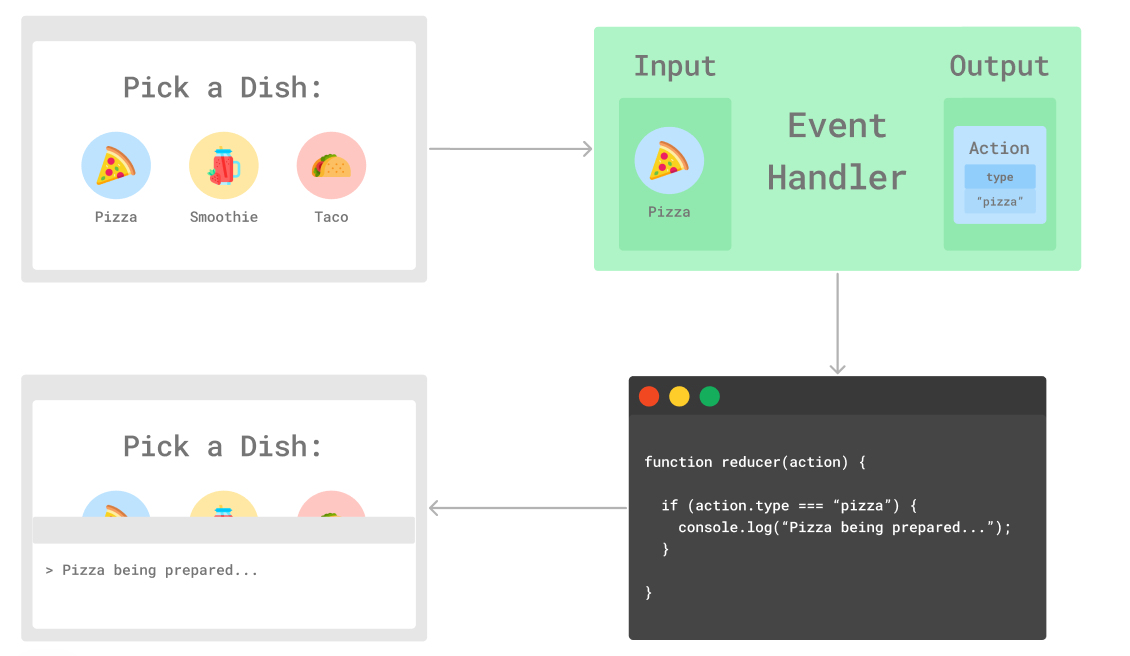 Pick a Dish:
Pizza
Smoothie
Taco
Input
Output
Event
Handler
Pizza
Action
type
“pizza”
function reducer(action) {
if (action.type === “pizza”) {
console.log(“Pizza being prepared...”);
}
}
Pick a Dish:
> Pizza being prepared...